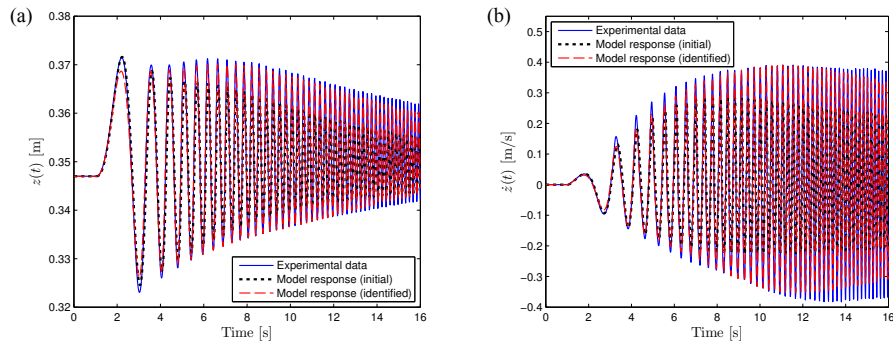 (a)
0.38
0.37
0.36
0.35
0.34
0.33
0.32
z(t) [m]
0 2 4 6 8 10 12 14 16
Time [s]
Experimental data
Model response (initial)
Model response (identified)
(b)
0.5
0.4
0.3
0.2
0.1
0
−0.1
−0.2
−0.3
−0.4
ż(t) [m/s]
0 2 4 6 8 10 12 14 16
Time [s]
Experimental data
Model response (initial)
Model response (identified)